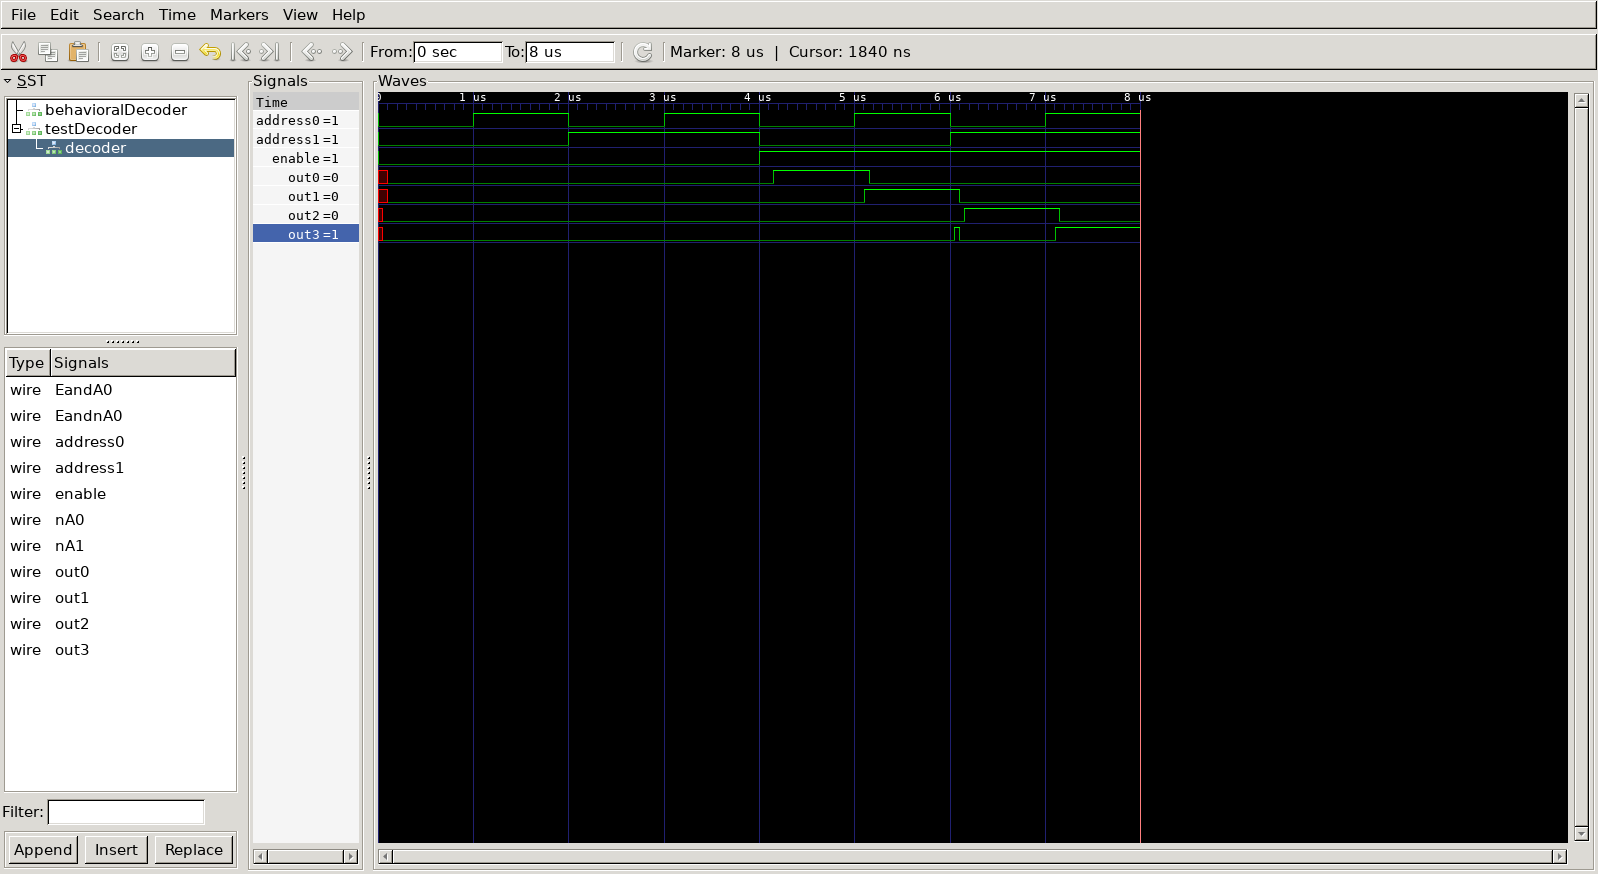 File Edit Search Time Markers View Help
From: 0 sec To: 8 us Marker: 8 us | Cursor: 1840 ns
SST
behavioralDecoder
testDecoder
decoder
Type Signals
wire EandA0
wire EandnA0
wire address0
wire address1
wire enable
wire nA0
wire nA1
wire out0
wire out1
wire out2
wire out3
Filter:
Append Insert Replace
Signals
Time
address0 =1
address1 =1
enable =1
out0 =0
out1 =0
out2 =0
out3 =1
Waves
0 1 us 2 us 3 us 4 us 5 us 6 us 7 us 8 us